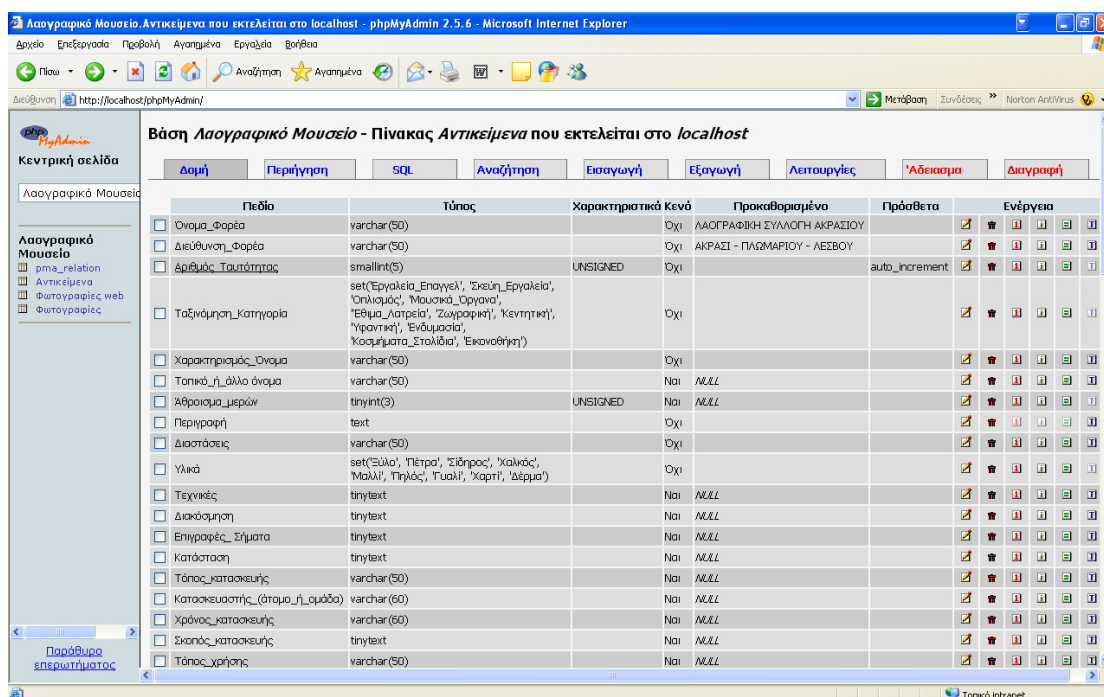 Λαογραφικό Μουσείο.Αντικείμενα που εκτελείται στο localhost - phpMyAdmin 2.5.6 - Microsoft Internet Explorer
Αρχείο Επεξεργασία Προβολή Αγαπημένα Εργαλεία Βοήθεια
Πίσω Αναζήτηση Αγαπημένα
Διεύθυνση http://localhost/phpMyAdmin/ Μετάβαση Συνδέσεις » Norton AntiVirus
php MyAdmin
Κεντρική σελίδα
Λαογραφικό Μουσείο
Λαογραφικό Μουσείο
pma_relation
Αντικείμενα
Φωτογραφίες web
Φωτογραφίες
Παράθυρο επερωτήματος
Βάση Λαογραφικό Μουσείο - Πίνακας Αντικείμενα που εκτελείται στο localhost
Δομή Περιήγηση SQL Αναζήτηση Εισαγωγή Εξαγωγή Λειτουργίες 'Αδειασμα Διαγραφή
Πεδίο Τύπος Χαρακτηριστικά Κενό Προκαθορισμένο Πρόσθετα Ενέργεια
Όνομα_Φορέα varchar(50) Όχι ΛΑΟΓΡΑΦΙΚΗ ΣΥΛΛΟΓΗ ΑΚΡΑΣΙΟΥ
Διεύθυνση_Φορέα varchar(50) Όχι ΑΚΡΑΣΙ - ΠΛΩΜΑΡΙΟΥ - ΛΕΣΒΟΥ
Αριθμός_Ταυτότητας smallint(5) UNSIGNED Όχι auto_increment
Ταξινόμηση_Κατηγορία set('Εργαλεία_Επαγγελ', 'Σκεύη_Εργαλεία',
'Οπλισμός', 'Μουσικά_Όργανα',
'Έθιμα_Λατρεία', 'Ζωγραφική', 'Κεντητική',
'Υφαντική', 'Ενδυμασία',
'Κοσμήματα_Στολίδια', 'Εικονοθήκη') Όχι
Χαρακτηρισμός_Όνομα varchar(50) Όχι
Τοπικό_ή_άλλο όνομα varchar(50) Ναι NULL
Άθροισμα_μερών tinyint(3) UNSIGNED Ναι NULL
Περιγραφή text Όχι
Διαστάσεις varchar(50) Όχι
Υλικά set('Ξύλο', 'Πέτρα', 'Σίδηρος', 'Χαλκός',
'Μαλλί', 'Πηλός', 'Γυαλί', 'Χαρτί', 'Δέρμα') Όχι
Τεχνικές tinytext Ναι NULL
Διακόσμηση tinytext Ναι NULL
Επιγραφές_ Σήματα tinytext Ναι NULL
Κατάσταση tinytext Ναι NULL
Τόπος_κατασκευής varchar(50) Ναι NULL
Κατασκευαστής_(άτομο_ή_ομάδα) varchar(60) Ναι NULL
Χρόνος_κατασκευής varchar(60) Ναι NULL
Σκοπός_κατασκευής tinytext Ναι NULL
Τόπος_χρήσης varchar(50) Ναι NULL
Τοπικό intranet